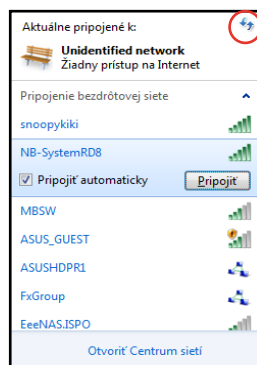 Aktuálne pripojené k:
Unidentified network
Žiadny prístup na Internet
Pripojenie bezdrôtovej siete
snoopykiki
NB-SystemRD8
Pripojiť automaticky
Pripojiť
MBSW
ASUS_GUEST
ASUSHDPR1
FxGroup
EeeNAS.ISPO
Otvoriť Centrum sietí